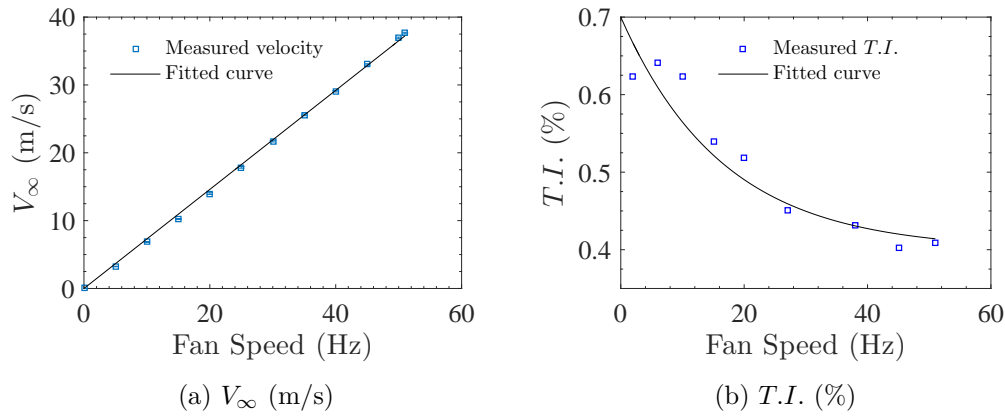 40
30
20
10
0
0 20 40 60
V∞ (m/s)
Fan Speed (Hz)
Measured velocity
Fitted curve
(a) V∞ (m/s)
0.7
0.6
0.5
0.4
0 20 40 60
T.I. (%)
Fan Speed (Hz)
Measured T.I.
Fitted curve
(b) T.I. (%)